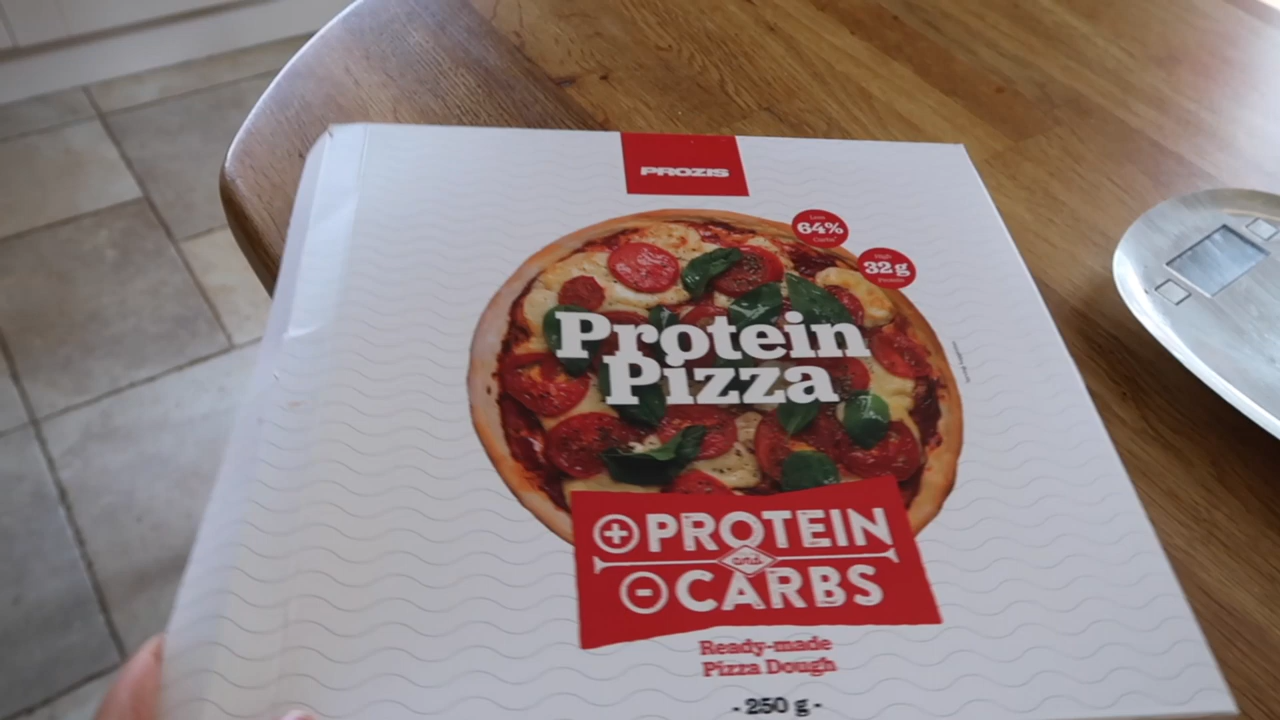 PROZIS
Less
64%
Carbs*
High
32g
Protein
Protein
Pizza
+ PROTEIN
and
- CARBS
Ready-made
Pizza Dough
- 250 g -